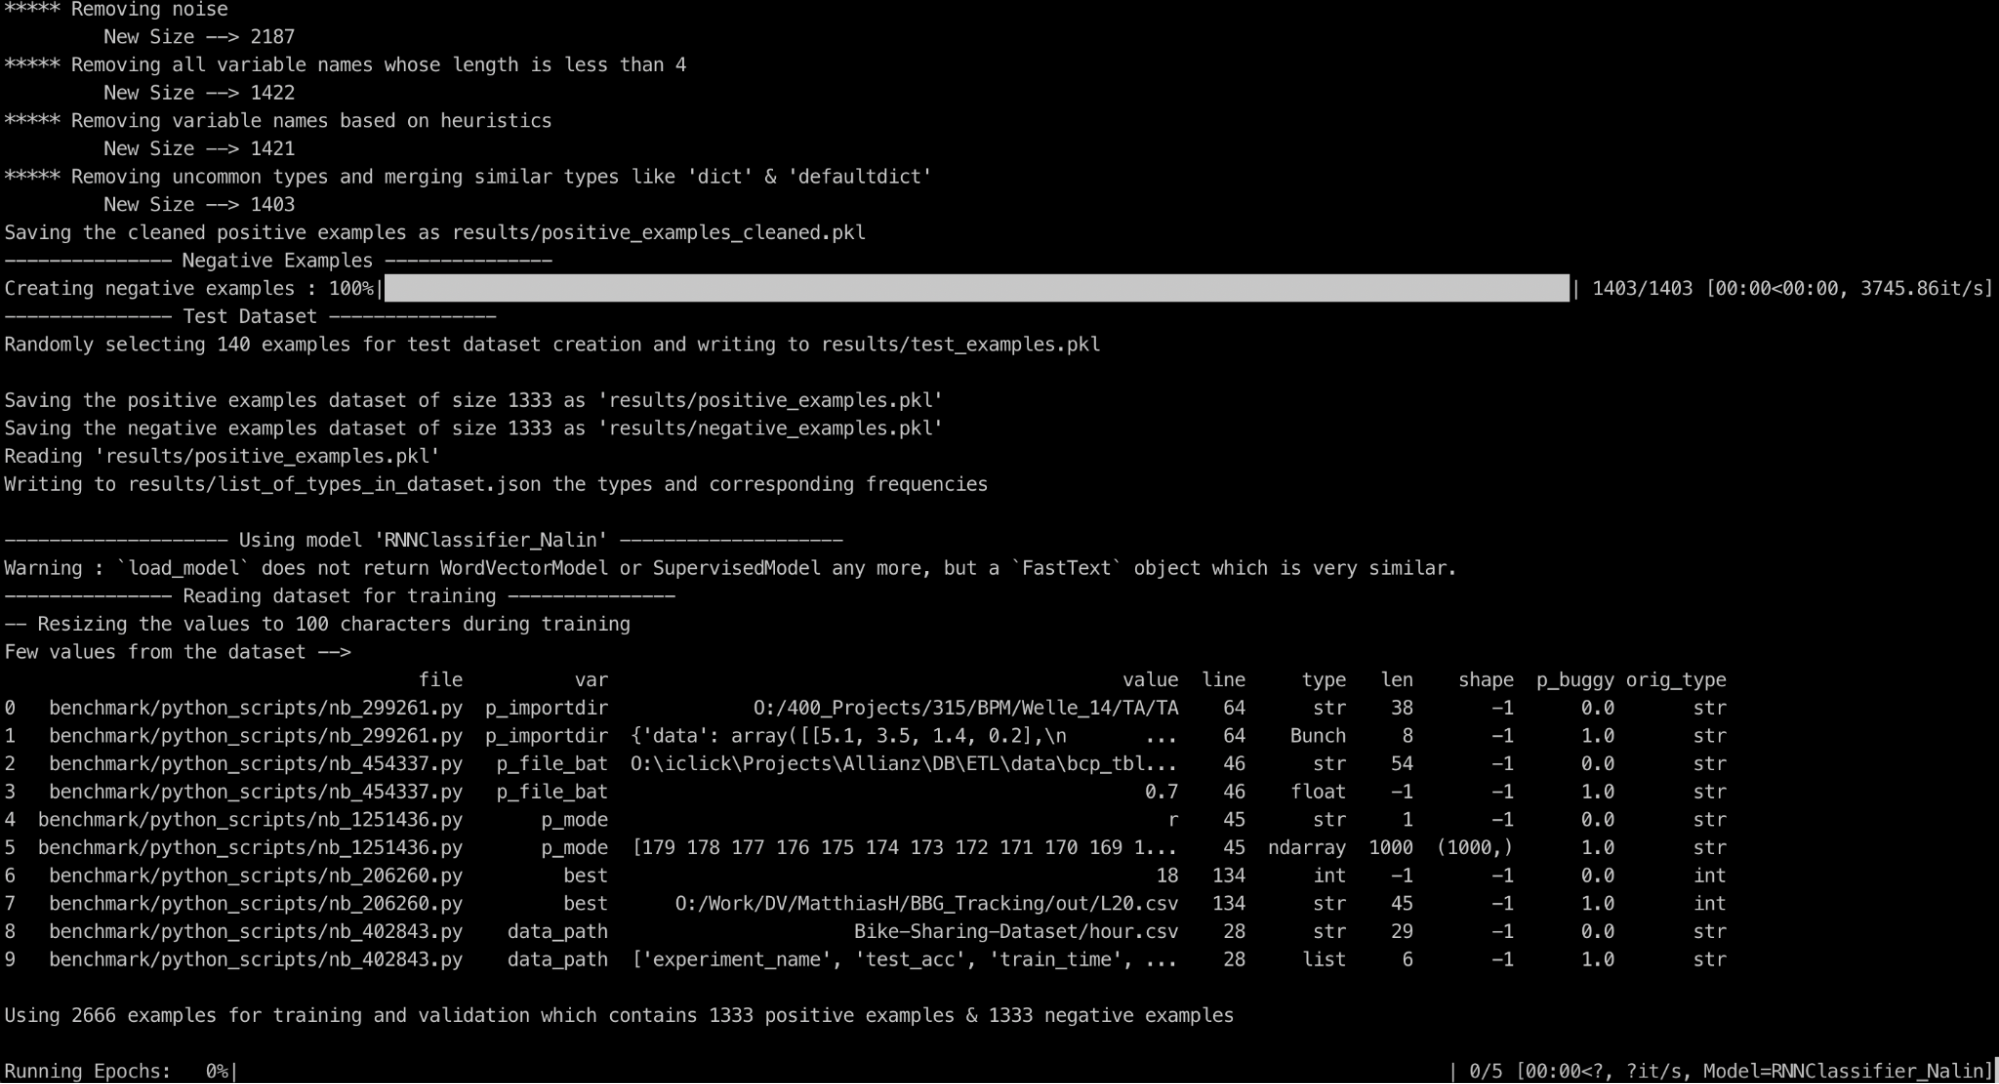 ***** Removing noise
New Size --> 2187
***** Removing all variable names whose length is less than 4
New Size --> 1422
***** Removing variable names based on heuristics
New Size --> 1421
***** Removing uncommon types and merging similar types like 'dict' & 'defaultdict'
New Size --> 1403
Saving the cleaned positive examples as results/positive_examples_cleaned.pkl
--------------- Negative Examples ---------------
Creating negative examples : 100%| | 1403/1403 [00:00<00:00, 3745.86it/s]
--------------- Test Dataset ---------------
Randomly selecting 140 examples for test dataset creation and writing to results/test_examples.pkl
Saving the positive examples dataset of size 1333 as 'results/positive_examples.pkl'
Saving the negative examples dataset of size 1333 as 'results/negative_examples.pkl'
Reading 'results/positive_examples.pkl'
Writing to results/list_of_types_in_dataset.json the types and corresponding frequencies
-------------------- Using model 'RNNClassifier_Nalin' --------------------
Warning : `load_model` does not return WordVectorModel or SupervisedModel any more, but a `FastText` object which is very similar.
--------------- Reading dataset for training ---------------
-- Resizing the values to 100 characters during training
Few values from the dataset -->
file var value line type len shape p_buggy orig_type
0 benchmark/python_scripts/nb_299261.py p_importdir O:/400_Projects/315/BPM/Welle_14/TA/TA 64 str 38 -1 0.0 str
1 benchmark/python_scripts/nb_299261.py p_importdir {'data': array([[5.1, 3.5, 1.4, 0.2],\n ... 64 Bunch 8 -1 1.0 str
2 benchmark/python_scripts/nb_454337.py p_file_bat O:\iclick\Projects\Allianz\DB\ETL\data\bcp_tbl... 46 str 54 -1 0.0 str
3 benchmark/python_scripts/nb_454337.py p_file_bat 0.7 46 float -1 -1 1.0 str
4 benchmark/python_scripts/nb_1251436.py p_mode r 45 str 1 -1 0.0 str
5 benchmark/python_scripts/nb_1251436.py p_mode [179 178 177 176 175 174 173 172 171 170 169 1... 45 ndarray 1000 (1000,) 1.0 str
6 benchmark/python_scripts/nb_206260.py best 18 134 int -1 -1 0.0 int
7 benchmark/python_scripts/nb_206260.py best O:/Work/DV/MatthiasH/BBG_Tracking/out/L20.csv 134 str 45 -1 1.0 int
8 benchmark/python_scripts/nb_402843.py data_path Bike-Sharing-Dataset/hour.csv 28 str 29 -1 0.0 str
9 benchmark/python_scripts/nb_402843.py data_path ['experiment_name', 'test_acc', 'train_time', ... 28 list 6 -1 1.0 str
Using 2666 examples for training and validation which contains 1333 positive examples & 1333 negative examples
Running Epochs: 0%| | 0/5 [00:00<?, ?it/s, Model=RNNClassifier_Nalin]